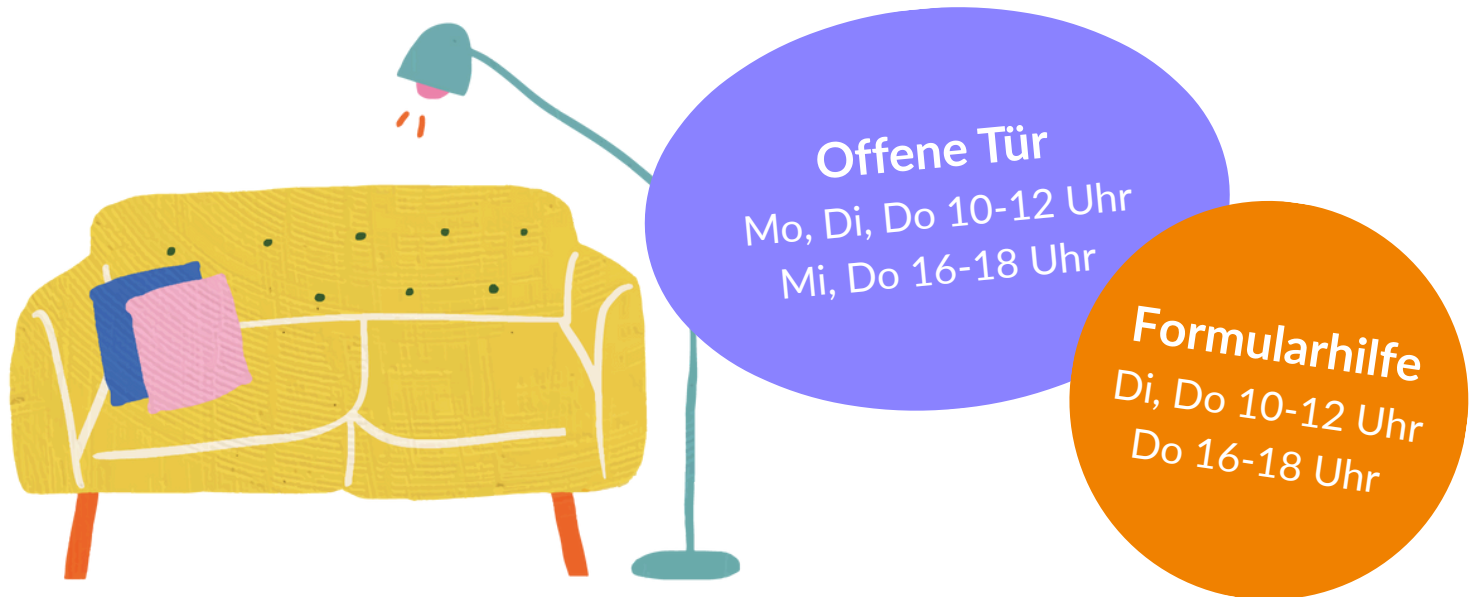 Offene Tür
Mo, Di, Do 10-12 Uhr
Mi, Do 16-18 Uhr
Formularhilfe
Di, Do 10-12 Uhr
Do 16-18 Uhr